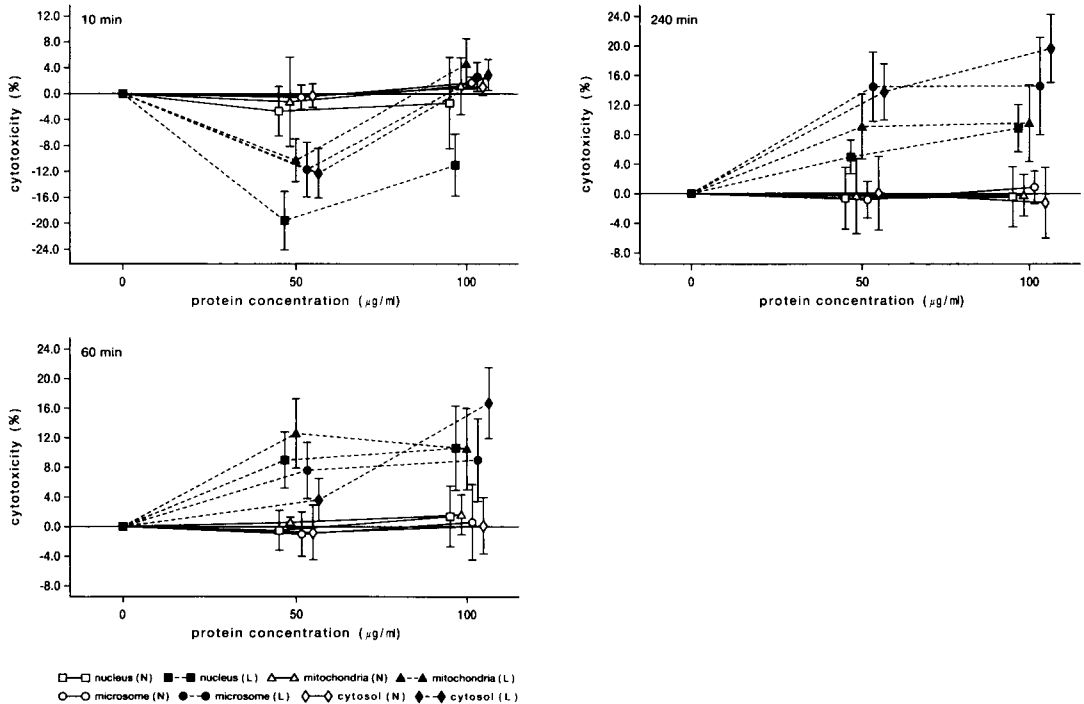 10 min
12.0
8.0
4.0
0.0
-4.0
-8.0
-12.0
-16.0
-20.0
-24.0
cytotoxicity (%)
0 50 100
protein concentration (μg/ml)
240 min
24.0
20.0
16.0
12.0
8.0
4.0
0.0
-4.0
-8.0
cytotoxicity (%)
0 50 100
protein concentration (μg/ml)
60 min
24.0
20.0
16.0
12.0
8.0
4.0
0.0
-4.0
-8.0
cytotoxicity (%)
0 50 100
protein concentration (μg/ml)
nucleus (N) nucleus (L) mitochondria (N) mitochondria (L)
microsome (N) microsome (L) cytosol (N) cytosol (L)